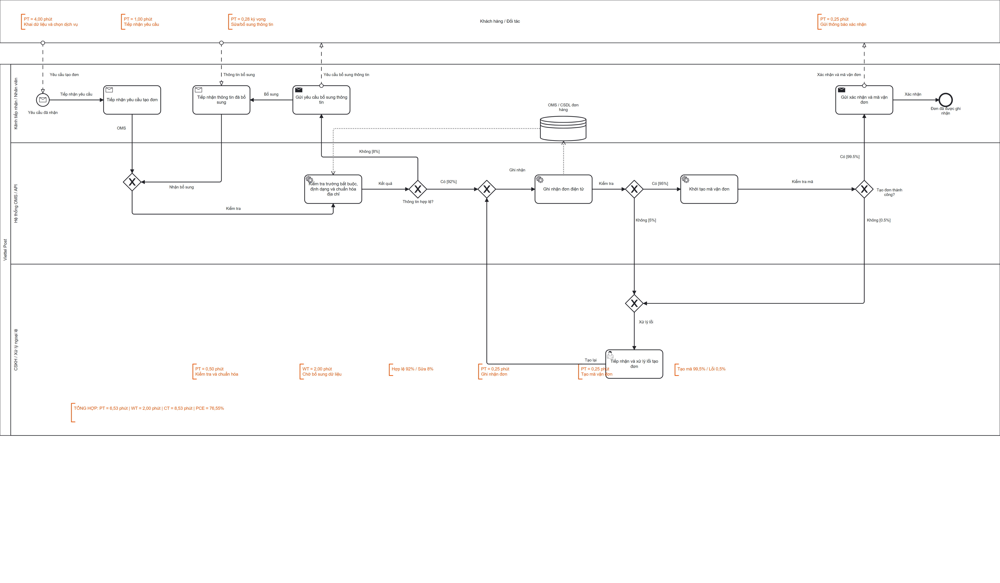 PT = 4,00 phút
Khai dữ liệu và chọn dịch vụ
PT = 1,00 phút
Tiếp nhận yêu cầu
PT = 0,28 kỳ vọng
Sửa/bổ sung thông tin
Khách hàng / Đối tác
PT = 0,25 phút
Gửi thông báo xác nhận
Viettel Post
Kênh tiếp nhận / Nhân viên
Yêu cầu tạo đơn
Thông tin bổ sung
Yêu cầu bổ sung thông tin
Xác nhận và mã vận đơn
Yêu cầu đã nhận
Tiếp nhận yêu cầu
Tiếp nhận yêu cầu tạo đơn
Tiếp nhận thông tin đã bổ
sung
Bổ sung
Gửi yêu cầu bổ sung thông
tin
OMS / CSDL đơn
hàng
Gửi xác nhận và mã vận
đơn
Xác nhận
Đơn đã được ghi
nhận
OMS
Hệ thống OMS / API
Không [8%]
Nhận bổ sung
Kiểm tra
Kiểm tra trường bắt buộc,
định dạng và chuẩn hóa
địa chỉ
Kết quả
Thông tin hợp lệ?
Có [92%]
Ghi nhận
Ghi nhận đơn điện tử
Kiểm tra
Có [95%]
Khởi tạo mã vận đơn
Kiểm tra mã
Có [99.5%]
Tạo đơn thành
công?
Không [5%]
Không [0.5%]
CSKH / Xử lý ngoại lệ
Xử lý lỗi
Tạo lại
Tiếp nhận và xử lý lỗi tạo
đơn
PT = 0,50 phút
Kiểm tra và chuẩn hóa
WT = 2,00 phút
Chờ bổ sung dữ liệu
Hợp lệ 92% / Sửa 8%
PT = 0,25 phút
Ghi nhận đơn
PT = 0,25 phút
Tạo mã vận đơn
Tạo mã 99,5% / Lỗi 0,5%
TỔNG HỢP: PT = 6,53 phút | WT = 2,00 phút | CT = 8,53 phút | PCE = 76,55%